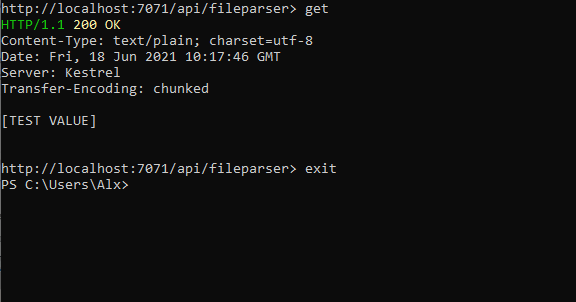 http://localhost:7071/api/fileparser> get
HTTP/1.1 200 OK
Content-Type: text/plain; charset=utf-8
Date: Fri, 18 Jun 2021 10:17:46 GMT
Server: Kestrel
Transfer-Encoding: chunked
[TEST VALUE]
http://localhost:7071/api/fileparser> exit
PS C:\Users\Alx>